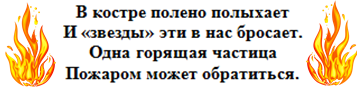 В костре полено полыхает
И «звезды» эти в нас бросает.
Одна горящая частица
Пожаром может обратиться.